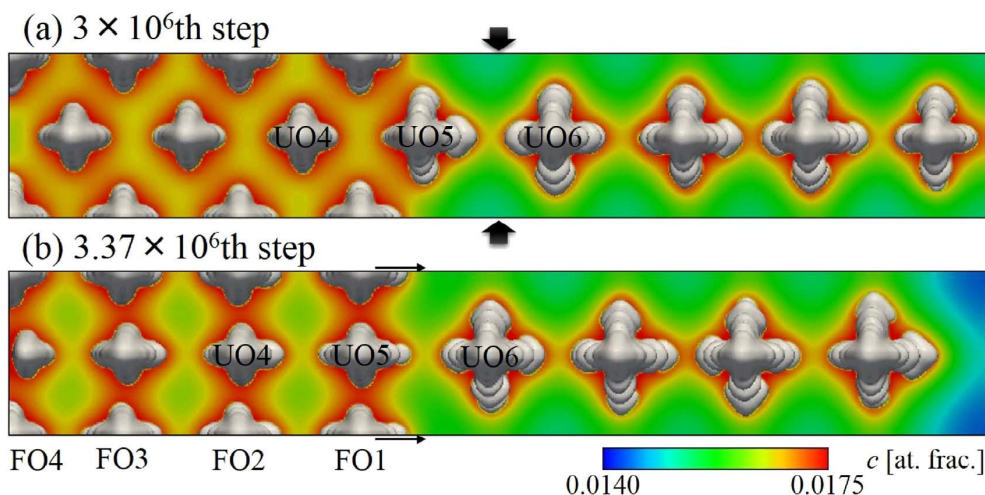 (a) 3 × 10⁶th step
UO4 UO5 UO6
(b) 3.37 × 10⁶th step
UO4 UO5 UO6
FO4 FO3 FO2 FO1
c [at. frac.]
0.0140 0.0175